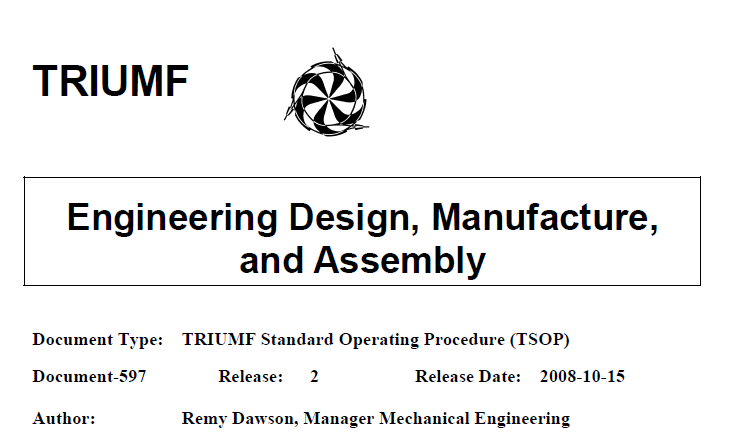 TRIUMF
Engineering Design, Manufacture,
and Assembly
Document Type: TRIUMF Standard Operating Procedure (TSOP)
Document-597 Release: 2 Release Date: 2008-10-15
Author: Remy Dawson, Manager Mechanical Engineering